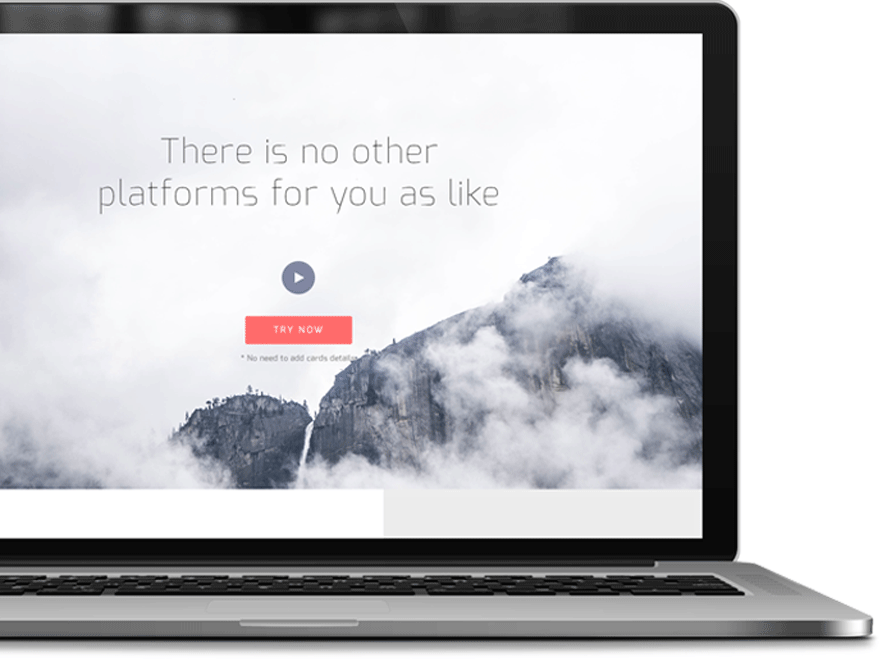 There is no other
platforms for you as like
TRY NOW
* No need to add cards details